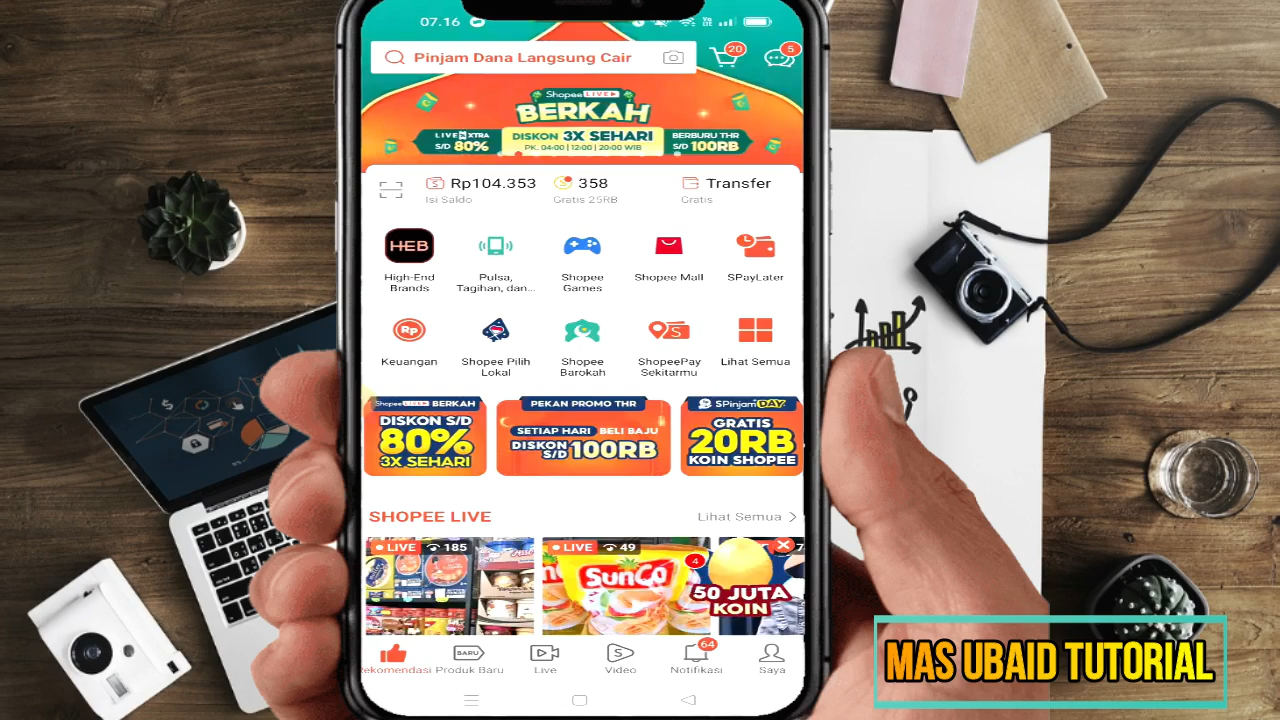 07.16
Pinjam Dana Langsung Cair
20
5
Shopee LIVE
BERKAH
LIVE XTRA
S/D 80%
DISKON 3X SEHARI
PK. 04:00 | 12:00 | 20:00 WIB
BERBURU THR
S/D 100RB
Rp104.353
Isi Saldo
358
Gratis 25RB
Transfer
Gratis
HEB
High-End
Brands
Pulsa,
Tagihan, dan...
Shopee
Games
Shopee Mall
SPayLater
Rp
Keuangan
Shopee Pilih
Lokal
Shopee
Barokah
S
ShopeePay
Sekitarmu
Lihat Semua
Shopee LIVE BERKAH
DISKON S/D
80%
3X SEHARI
PEKAN PROMO THR
SETIAP HARI BELI BAJU
DISKON S/D 100RB
SPinjam DAY
GRATIS
20RB
KOIN SHOPEE
SHOPEE LIVE
Lihat Semua
LIVE 185
LIVE 49
SunCo
4
50 JUTA
KOIN
Rekomendasi
BARU
Produk Baru
Live
Video
64
Notifikasi
Saya
MAS UBAID TUTORIAL